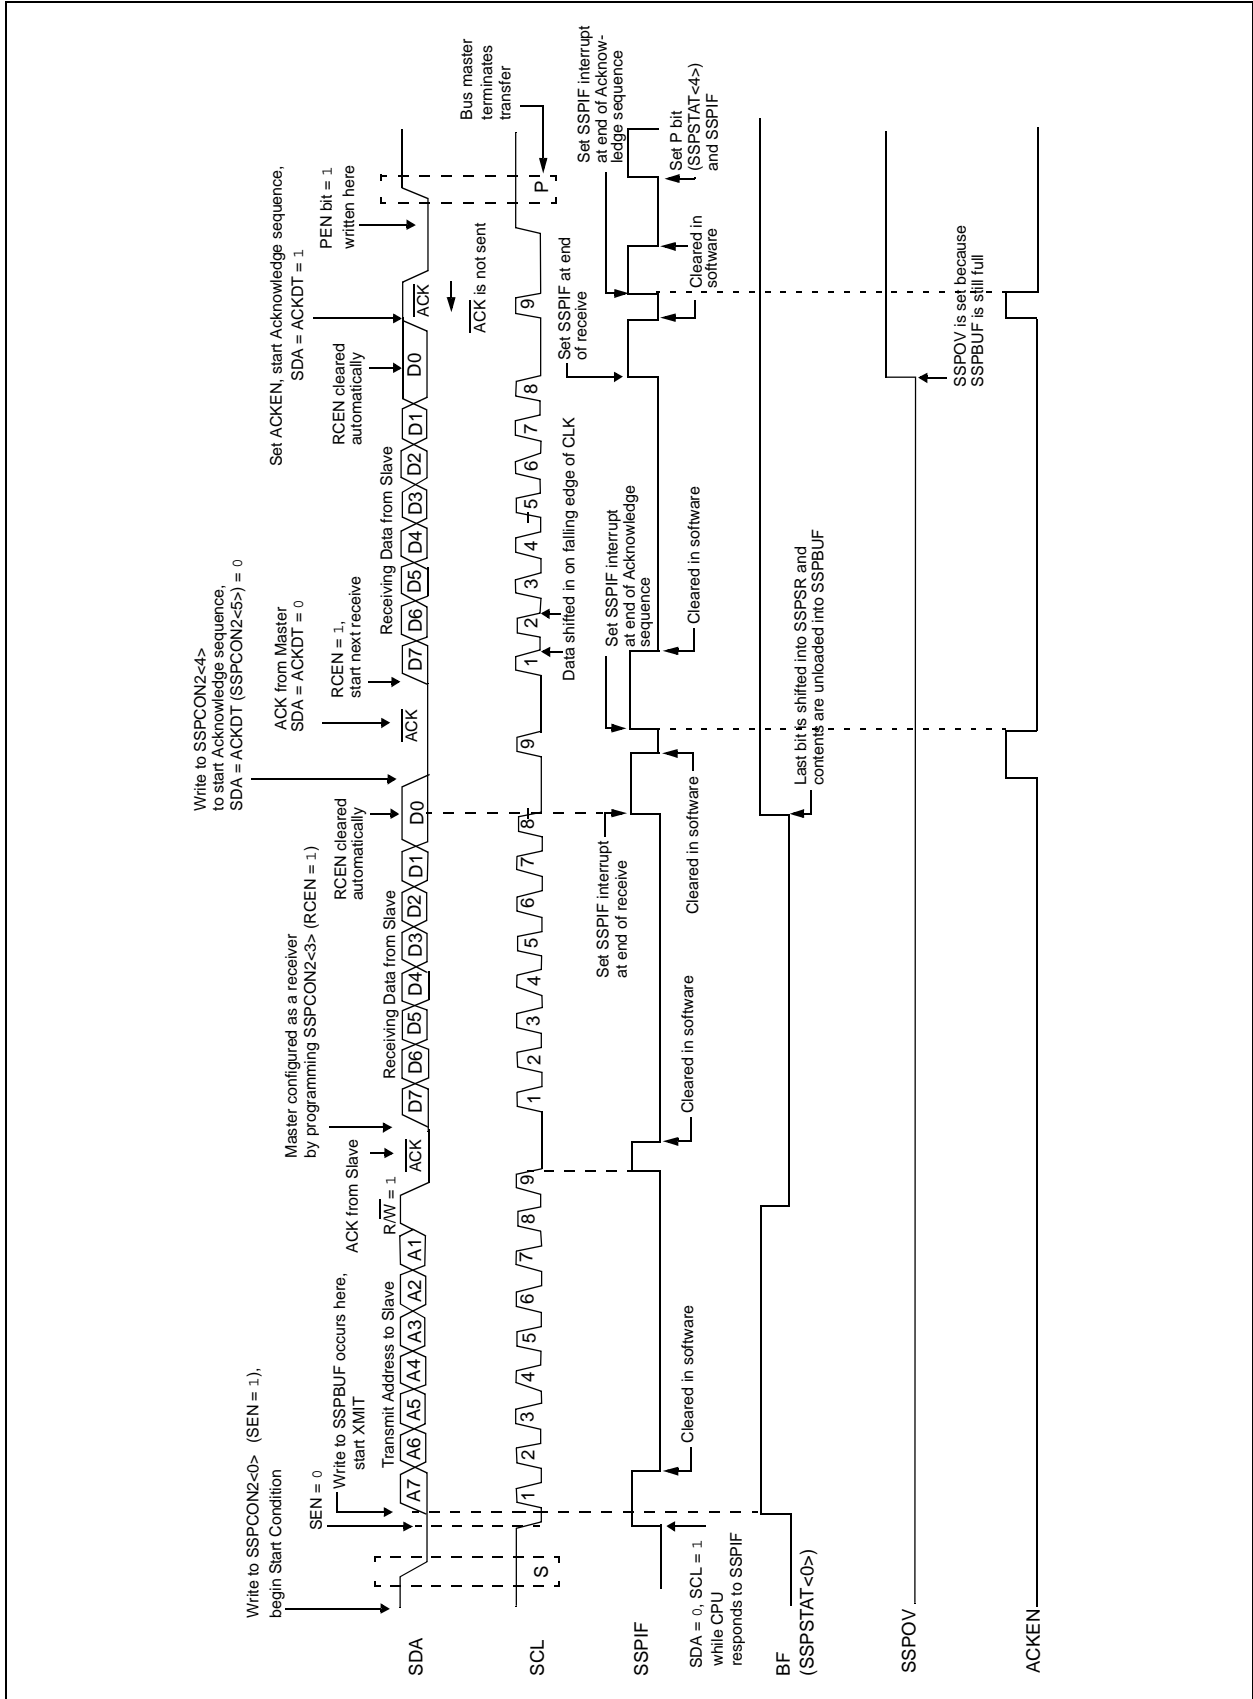 Write to SSPCON2<0> (SEN = 1),
begin Start Condition
SEN = 0
Write to SSPBUF occurs here,
start XMIT
Master configured as a receiver
by programming SSPCON2<3> (RCEN = 1)
ACK from Slave
RCEN cleared
automatically
Write to SSPCON2<4>
to start Acknowledge sequence,
SDA = ACKDT (SSPCON2<5>) = 0
ACK from Master
SDA = ACKDT = 0
RCEN = 1,
start next receive
Set ACKEN, start Acknowledge sequence,
SDA = ACKDT = 1
RCEN cleared
automatically
PEN bit = 1
written here
Transmit Address to Slave
R/W = 1
Receiving Data from Slave
Receiving Data from Slave
SDA
A7 A6 A5 A4 A3 A2 A1 ACK D7 D6 D5 D4 D3 D2 D1 D0 ACK D7 D6 D5 D4 D3 D2 D1 D0 ACK
ACK is not sent
Bus master
terminates
transfer
SCL
S 1 2 3 4 5 6 7 8 9 1 2 3 4 5 6 7 8 9 1 2 3 4 5 6 7 8 9 P
Data shifted in on falling edge of CLK
Set SSPIF interrupt
at end of receive
Set SSPIF interrupt
at end of Acknowledge
sequence
Set SSPIF at end
of receive
Set SSPIF interrupt
at end of Acknow-
ledge sequence
SSPIF
SDA = 0, SCL = 1
while CPU
responds to SSPIF
Cleared in software
Cleared in software
Cleared in software
Cleared in software
Cleared in
software
Set P bit
(SSPSTAT<4>)
and SSPIF
BF
(SSPSTAT<0>)
Last bit is shifted into SSPSR and
contents are unloaded into SSPBUF
SSPOV
SSPOV is set because
SSPBUF is still full
ACKEN